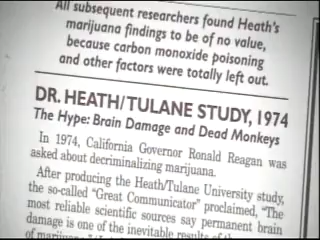 All subsequent researchers found Heath's
marijuana findings to be of no value,
because carbon monoxide poisoning
and other factors were totally left out.
DR. HEATH/TULANE STUDY, 1974
The Hype: Brain Damage and Dead Monkeys
In 1974, California Governor Ronald Reagan was
asked about decriminalizing marijuana.
After producing the Heath/Tulane University study,
the so-called "Great Communicator" proclaimed, "The
most reliable scientific sources say permanent brain
damage is one of the inevitable results of the